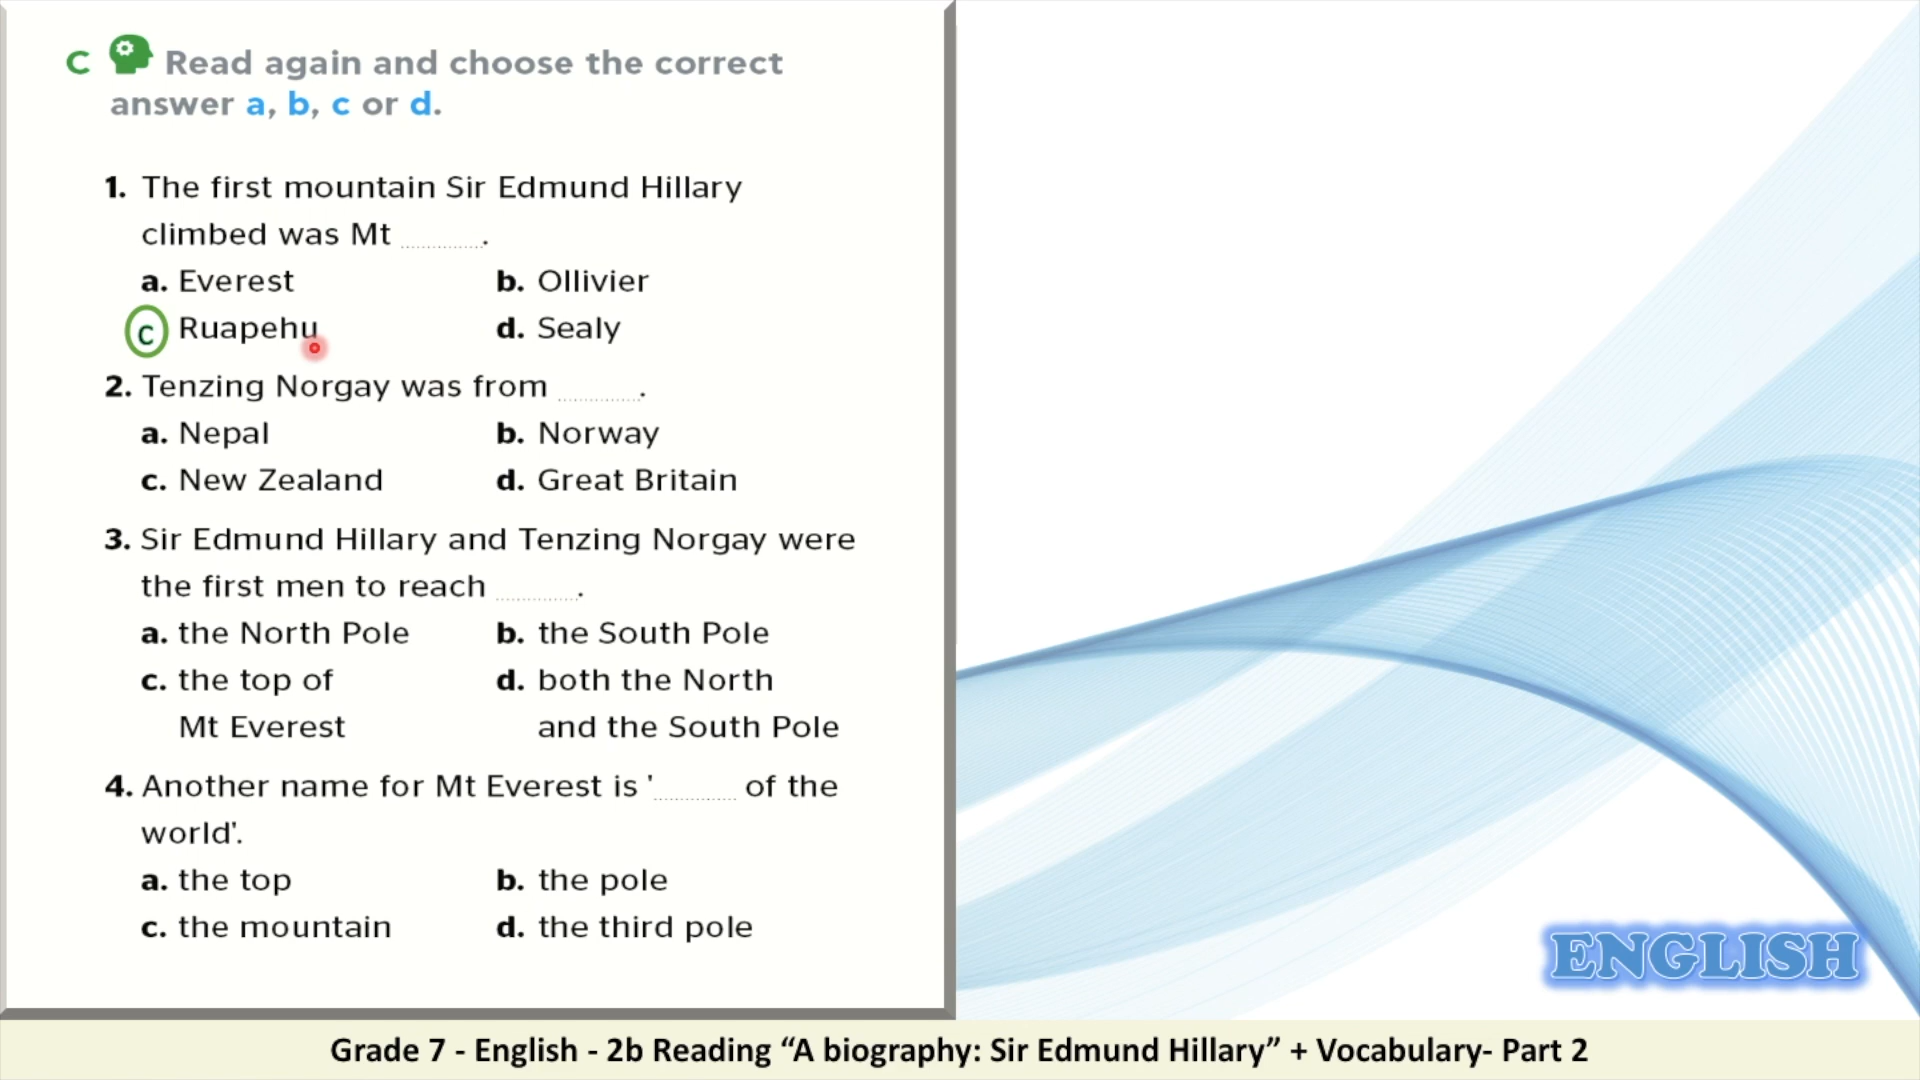 C Read again and choose the correct
answer a, b, c or d.
1. The first mountain Sir Edmund Hillary
climbed was Mt ............ .
a. Everest b. Ollivier
c Ruapehu d. Sealy
2. Tenzing Norgay was from ............ .
a. Nepal b. Norway
c. New Zealand d. Great Britain
3. Sir Edmund Hillary and Tenzing Norgay were
the first men to reach ............ .
a. the North Pole b. the South Pole
c. the top of d. both the North
Mt Everest and the South Pole
4. Another name for Mt Everest is '............ of the
world'.
a. the top b. the pole
c. the mountain d. the third pole
ENGLISH
Grade 7 - English - 2b Reading “A biography: Sir Edmund Hillary” + Vocabulary- Part 2